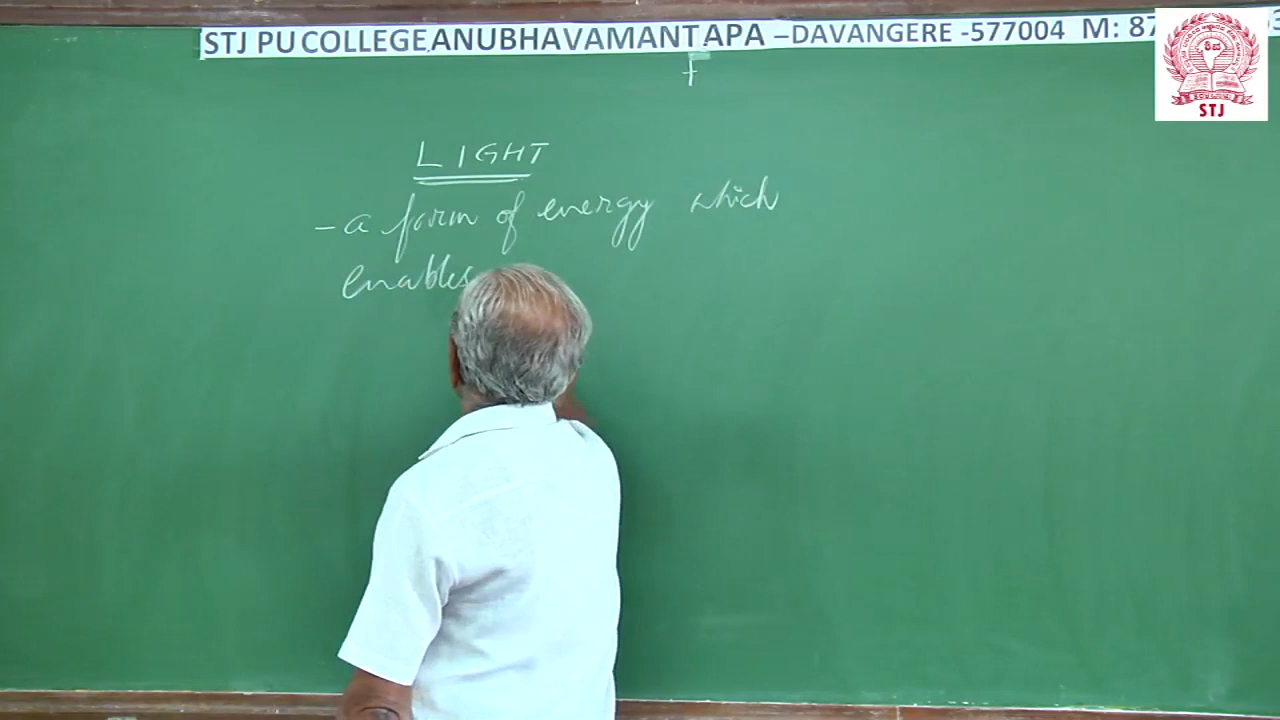 STJ PU COLLEGE, ANUBHAVAMANTAPA –DAVANGERE -577004 M: 87
STJ
LIGHT
– a form of energy which
enables